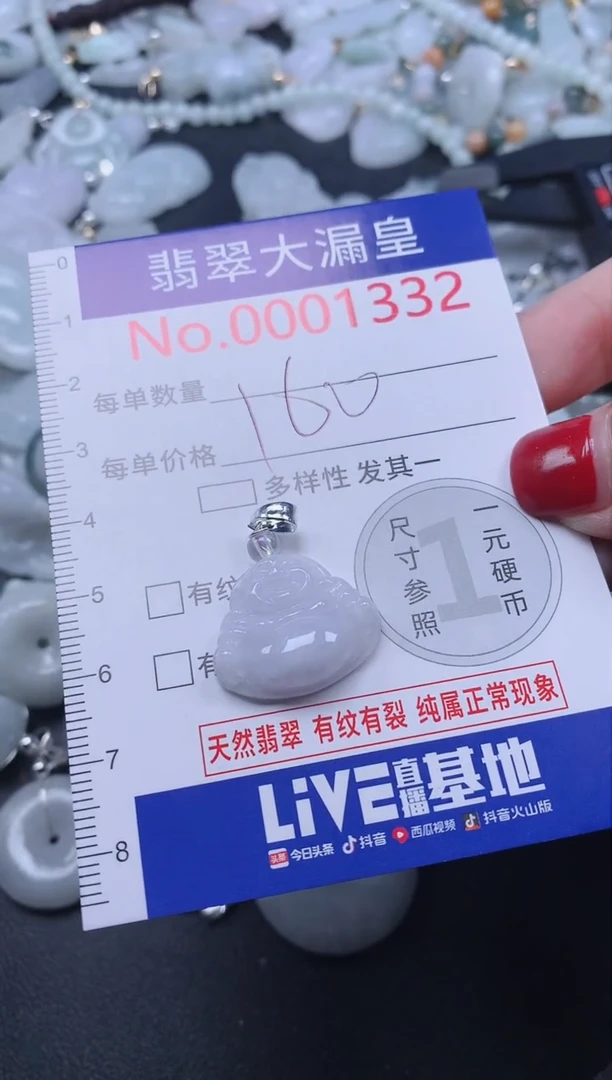 翡翠大漏皇
No.0001332
每单数量
160
每单价格
多样性 发其一
尺寸参照
1
一元硬币
有纹
有
天然翡翠 有纹有裂 纯属正常现象
LiVE直播基地
头条 今日头条 抖音 西瓜视频 抖音火山版
0
1
2
3
4
5
6
7
8